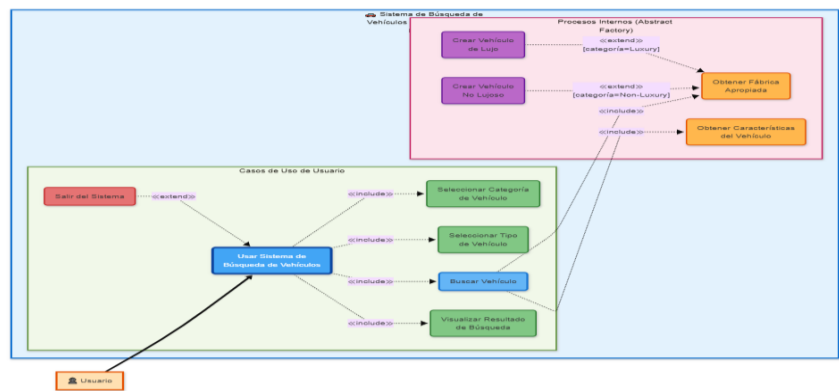 Sistema de Búsqueda de
Vehículos
Procesos Internos (Abstract
Factory)
Crear Vehículo
de Lujo
«extend»
[categoría=Luxury]
Obtener Fábrica
Apropiada
Crear Vehículo
No Lujoso
«extend»
[categoría=Non-Luxury]
«include»
«include»
Obtener Características
del Vehículo
Casos de Uso de Usuario
Salir del Sistema
«extend»
«include»
Seleccionar Categoría
de Vehículo
Usar Sistema de
Búsqueda de Vehículos
«include»
Seleccionar Tipo
de Vehículo
«include»
Buscar Vehículo
«include»
Visualizar Resultado
de Búsqueda
Usuario